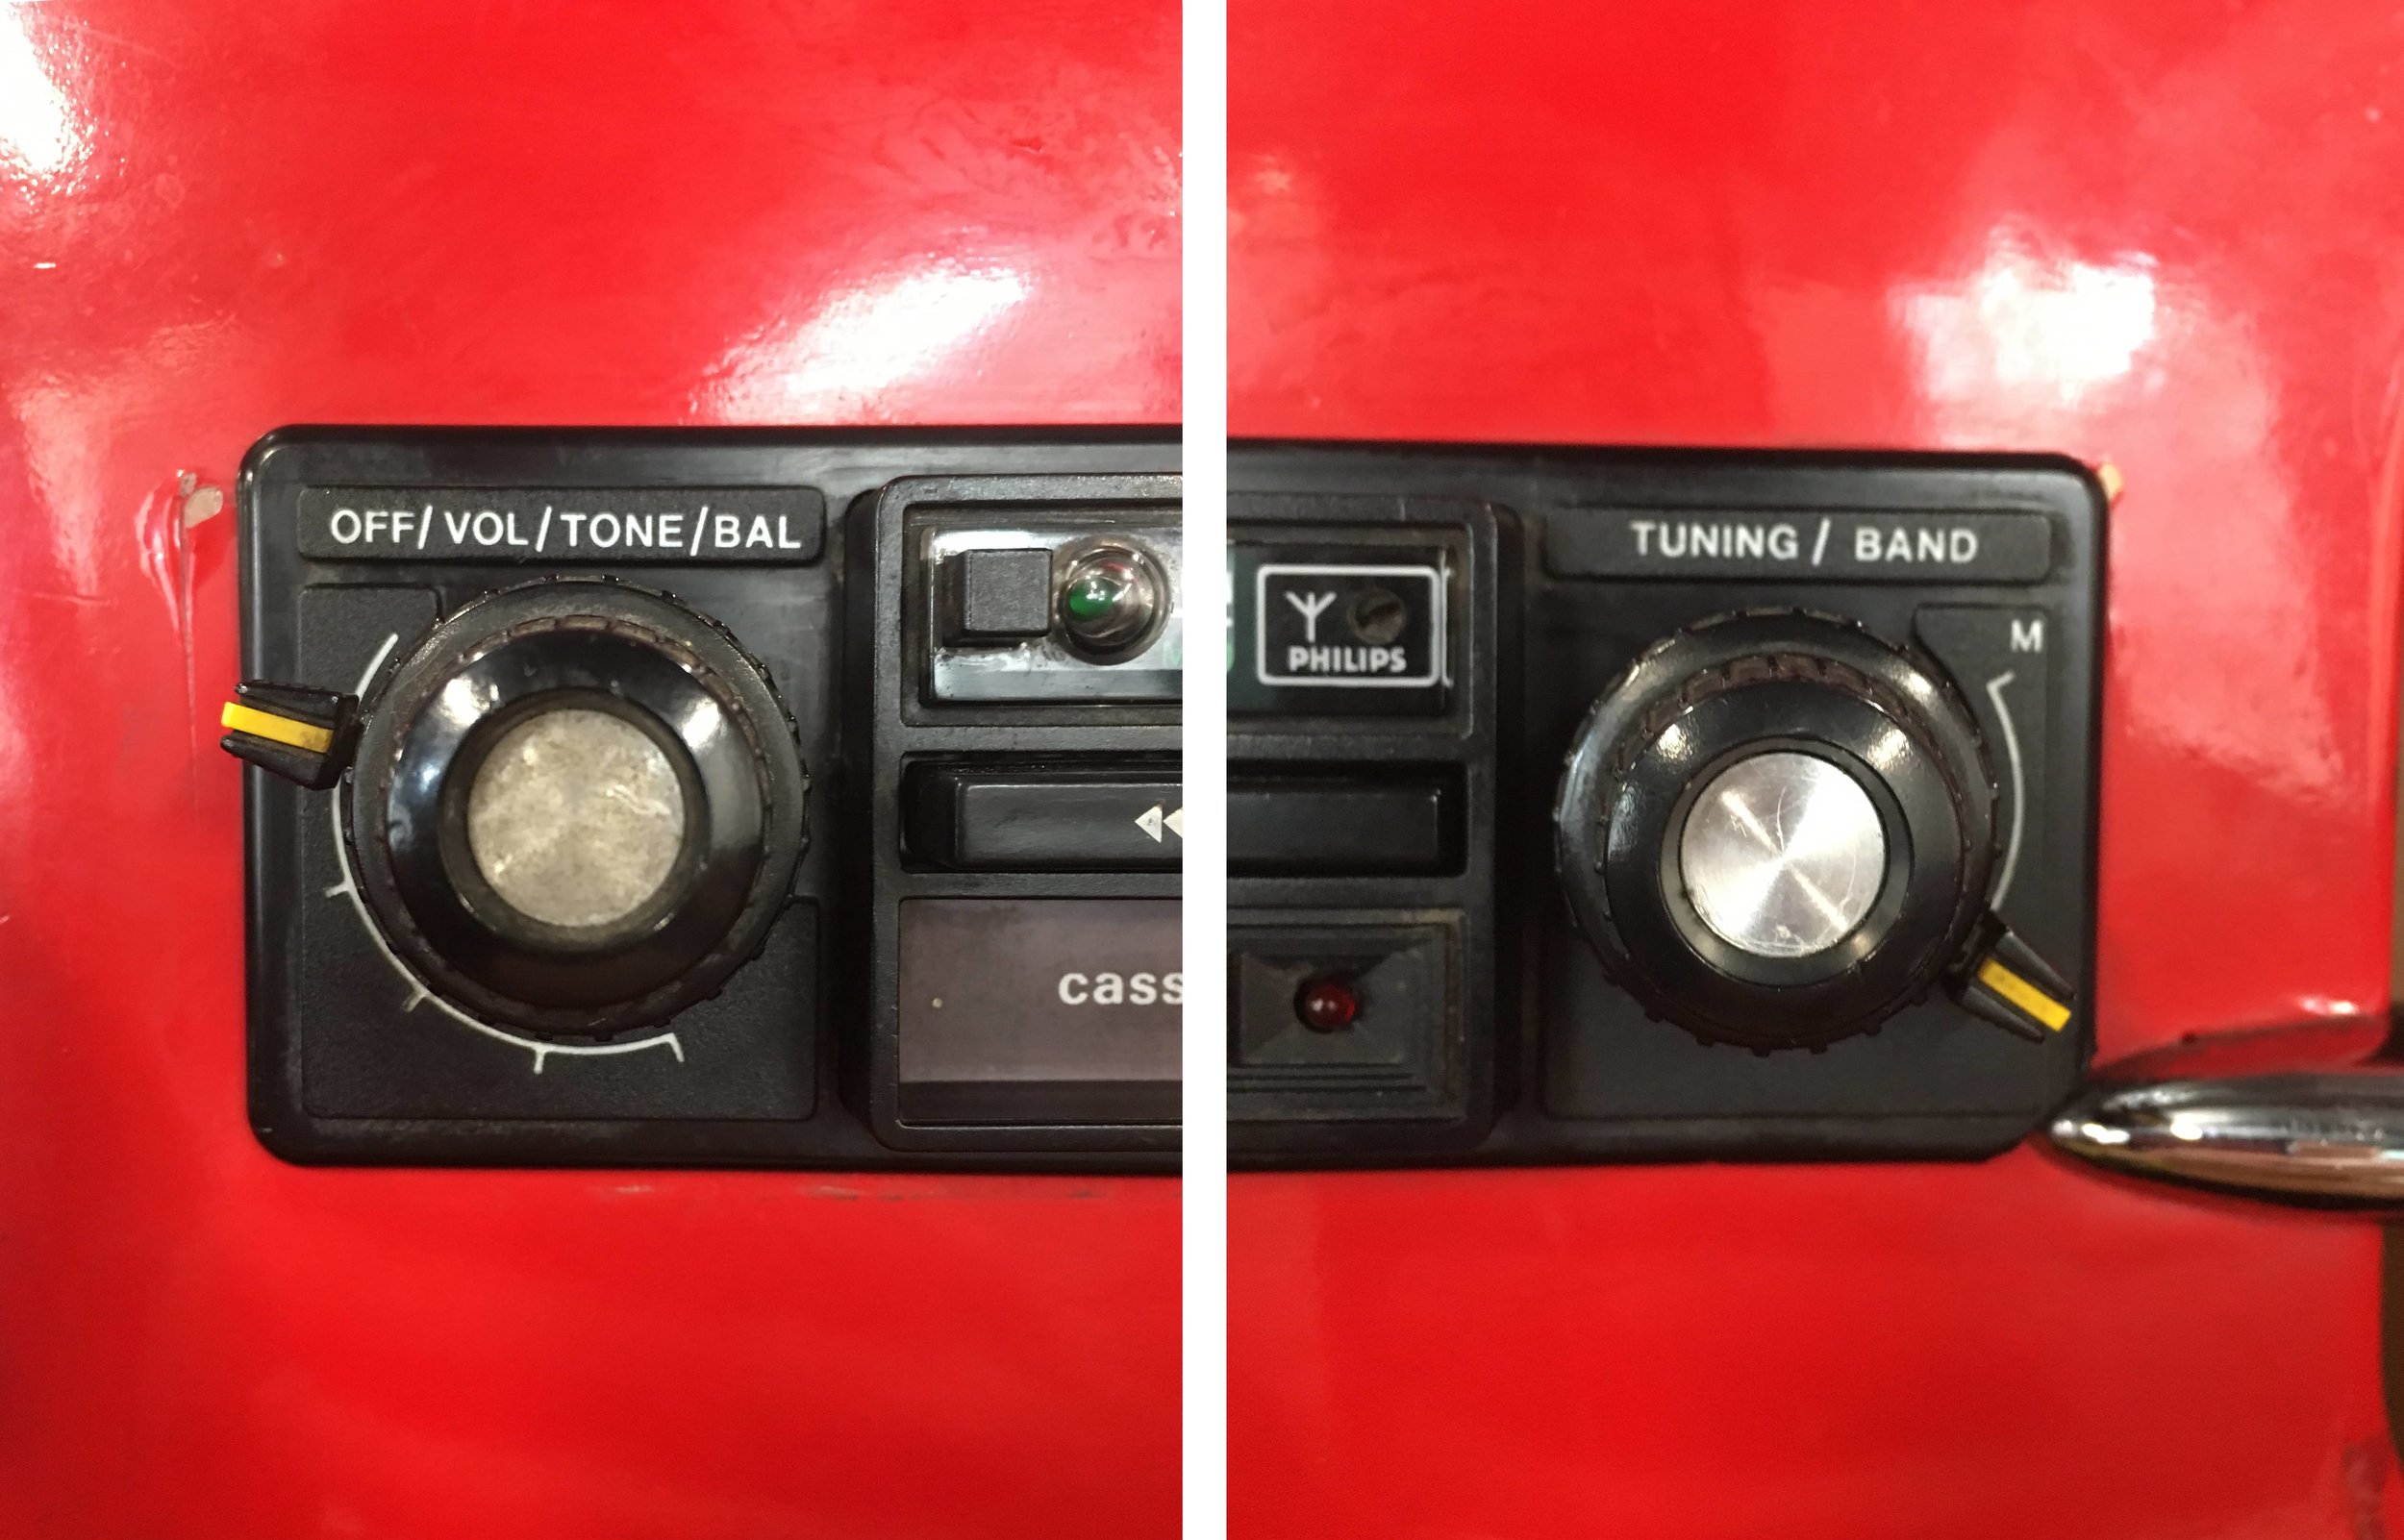 OFF/VOL/TONE/BAL
cass
TUNING / BAND
M
PHILIPS